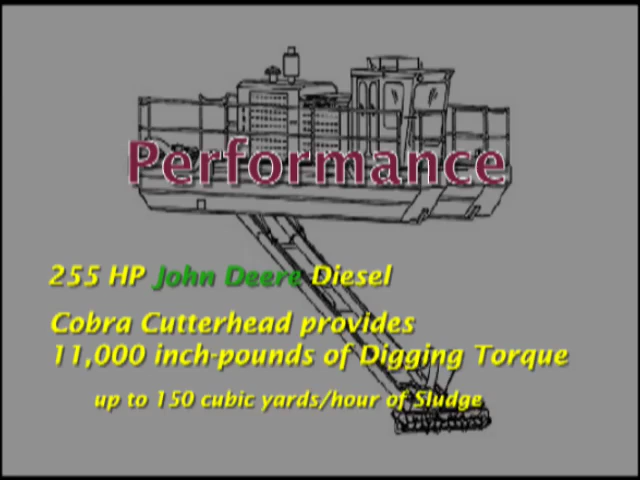 Performance
255 HP John Deere Diesel
Cobra Cutterhead provides
11,000 inch-pounds of Digging Torque
up to 150 cubic yards/hour of Sludge